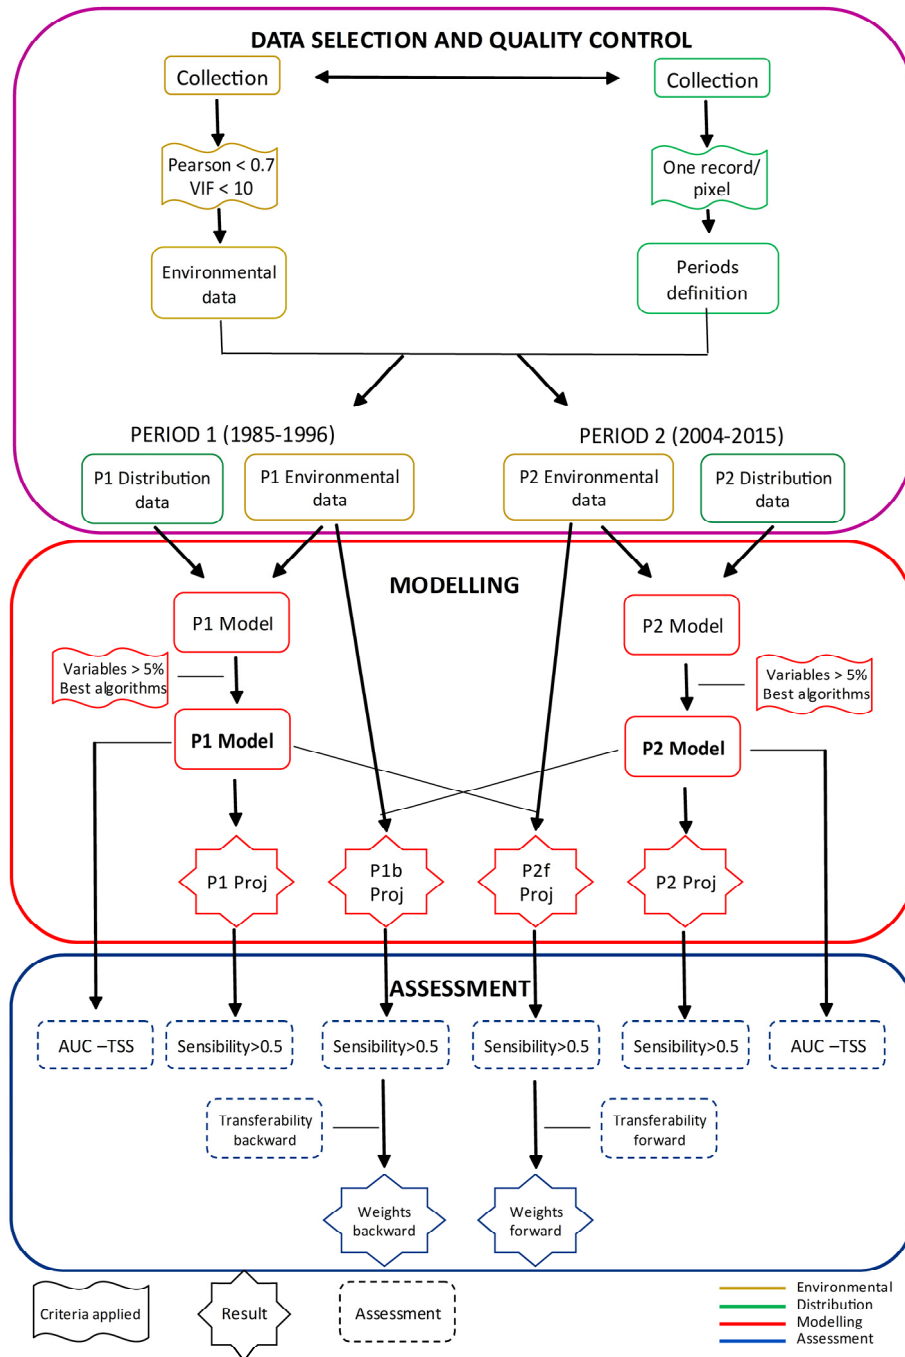 DATA SELECTION AND QUALITY CONTROL
Collection
Collection
Pearson < 0.7
VIF < 10
One record/
pixel
Environmental
data
Periods
definition
PERIOD 1 (1985-1996)
PERIOD 2 (2004-2015)
P1 Distribution
data
P1 Environmental
data
P2 Environmental
data
P2 Distribution
data
MODELLING
P1 Model
P2 Model
Variables > 5%
Best algorithms
Variables > 5%
Best algorithms
P1 Model
P2 Model
P1 Proj
P1b
Proj
P2f
Proj
P2 Proj
ASSESSMENT
AUC –TSS
Sensibility>0.5
Sensibility>0.5
Sensibility>0.5
Sensibility>0.5
AUC –TSS
Transferability
backward
Transferability
forward
Weights
backward
Weights
forward
Criteria applied
Result
Assessment
Environmental
Distribution
Modelling
Assessment